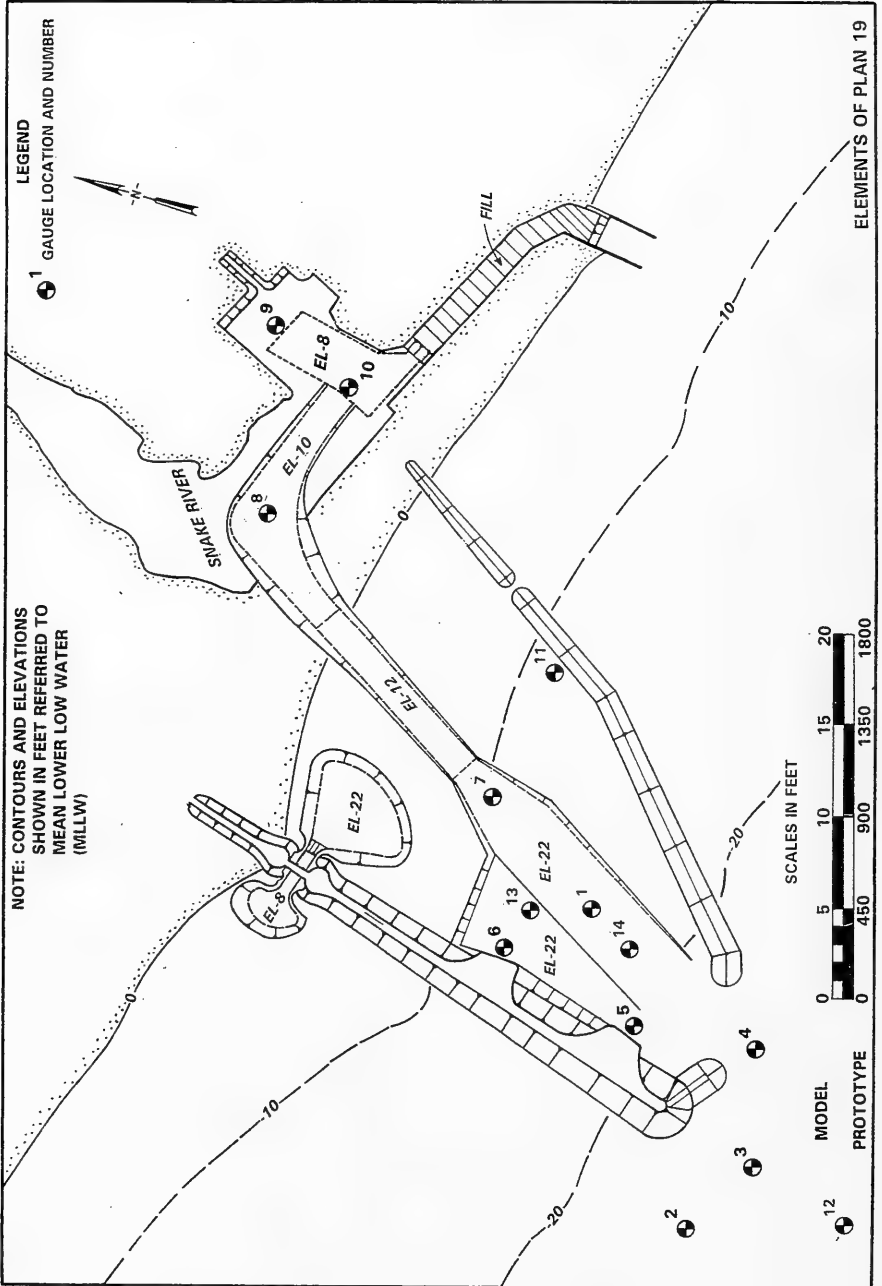 NOTE: CONTOURS AND ELEVATIONS
SHOWN IN FEET REFERRED TO
MEAN LOWER LOW WATER
(MLLW)
LEGEND
1
GAUGE LOCATION AND NUMBER
-N-
SNAKE RIVER
9
EL-8
10
EL-10
8
FILL
0
0
EL-8
EL-22
EL-12
-10
-10
11
7
EL-22
13
1
6
EL-22
14
5
-20
-20
4
3
2
12
SCALES IN FEET
MODEL
0 5 10 15 20
PROTOTYPE
0 450 900 1350 1800
ELEMENTS OF PLAN 19